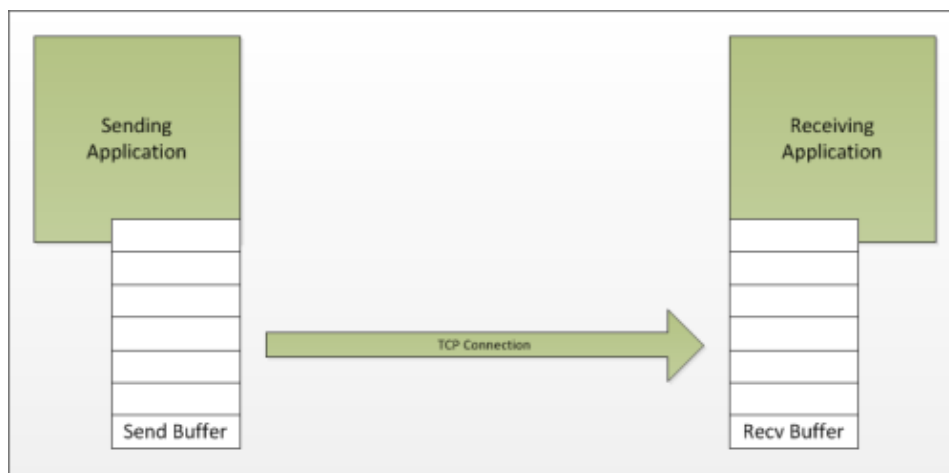 Sending
Application
Receiving
Application
TCP Connection
Send Buffer
Recv Buffer